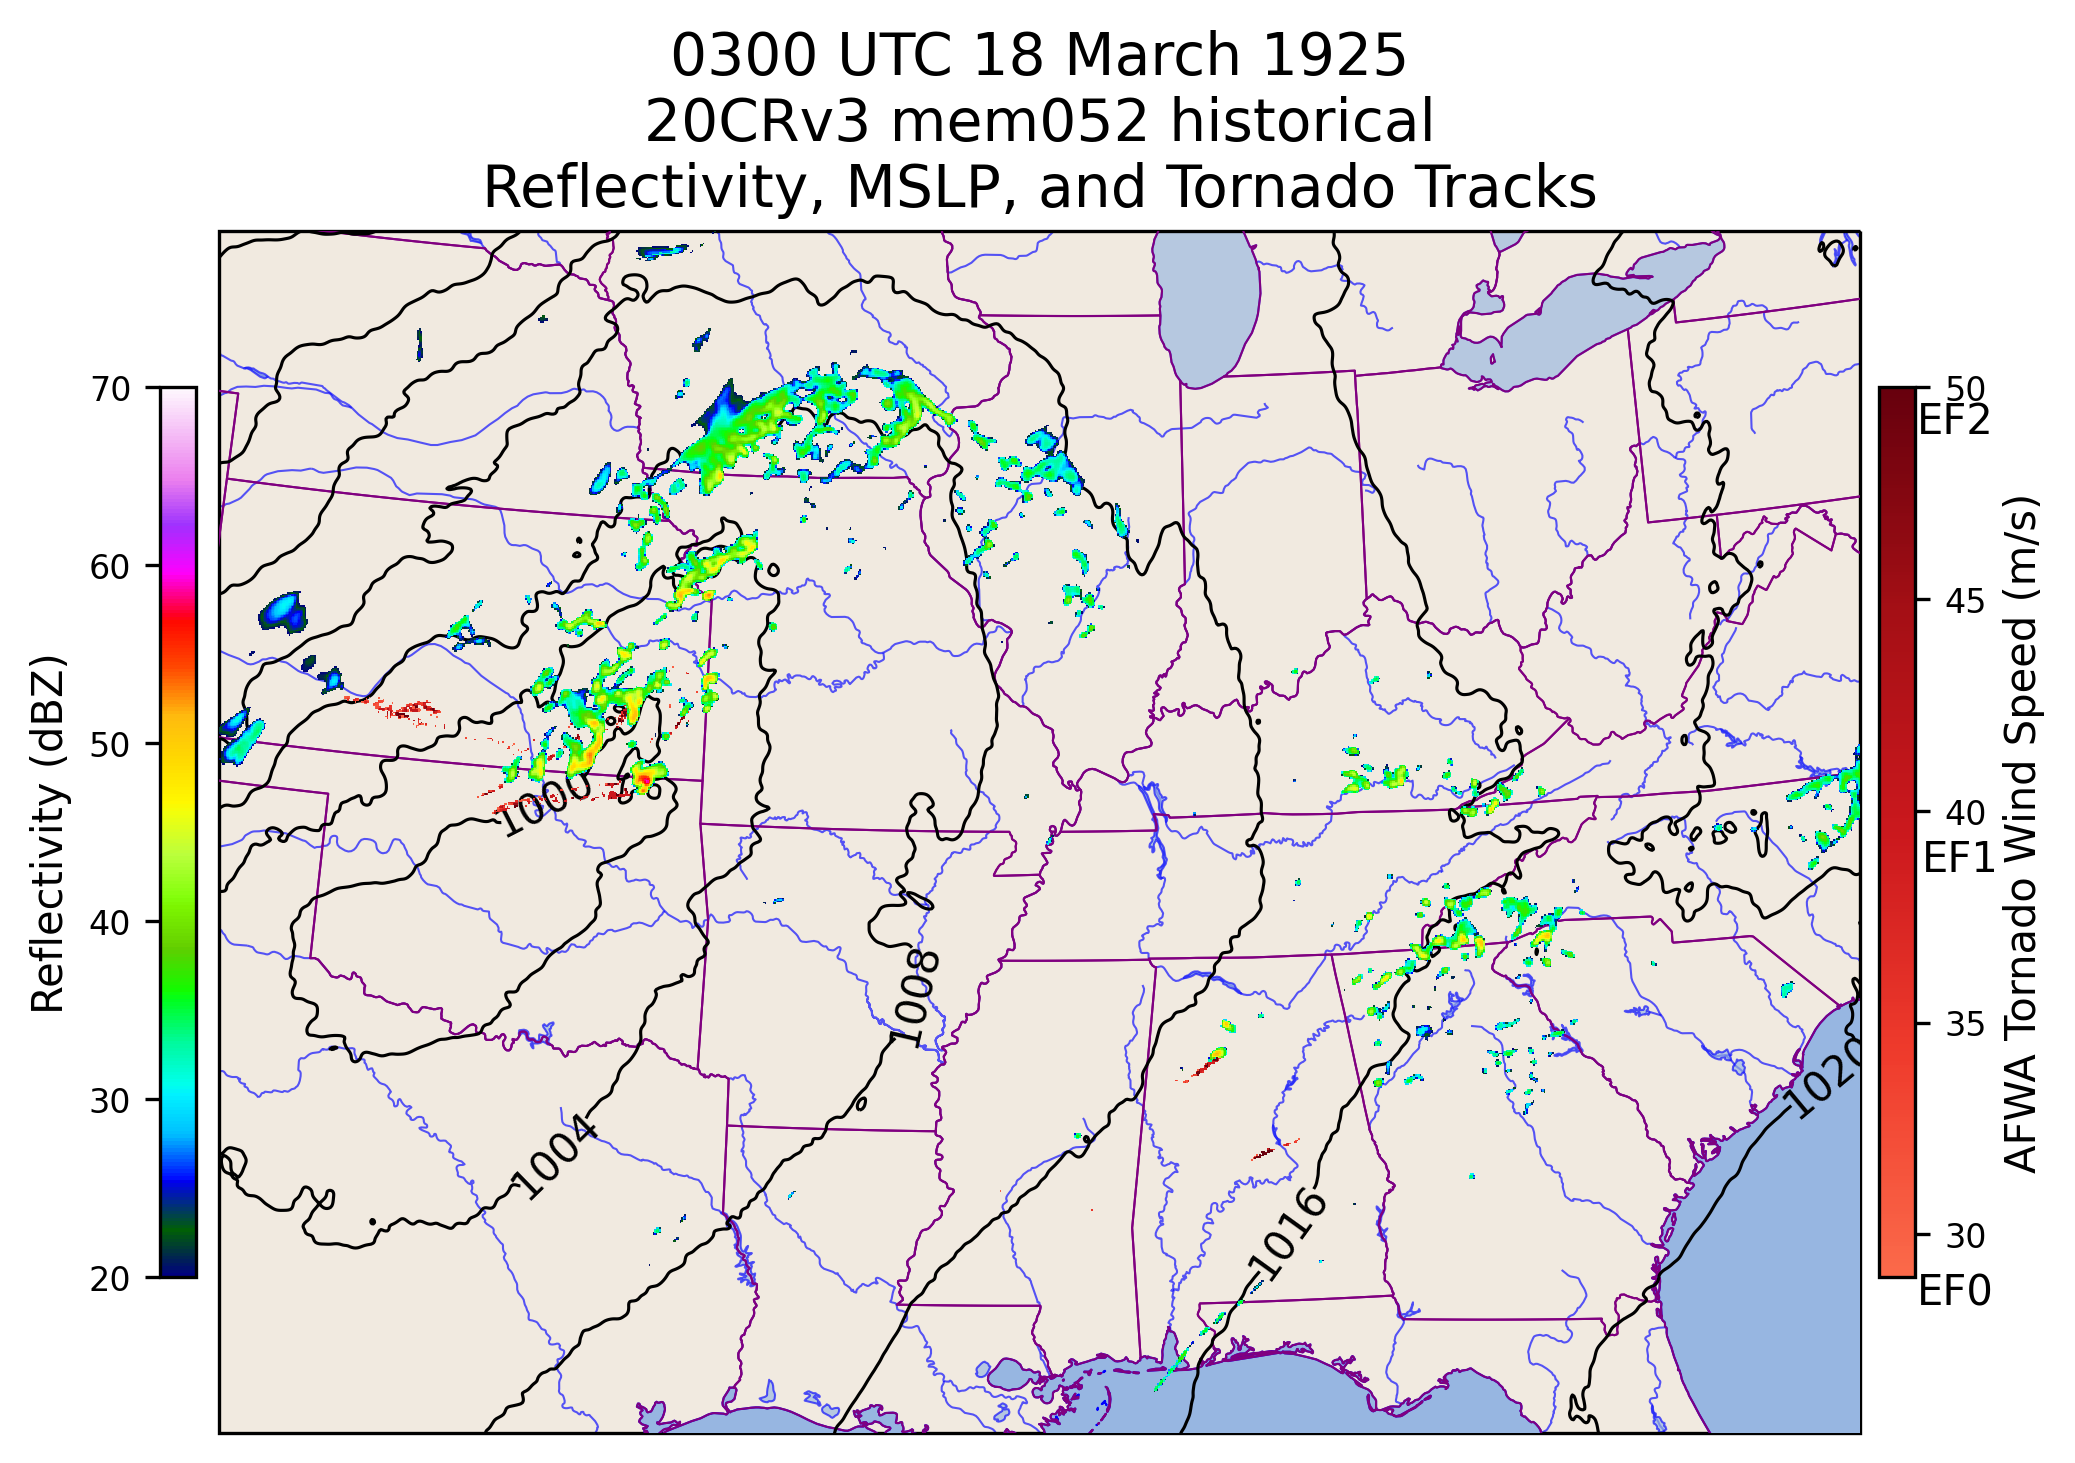 0300 UTC 18 March 1925
20CRv3 mem052 historical
Reflectivity, MSLP, and Tornado Tracks
70
60
50
40
30
20
Reflectivity (dBZ)
1000
1008
1004
1016
1020
50
EF2
45
40
EF1
35
30
EF0
AFWA Tornado Wind Speed (m/s)